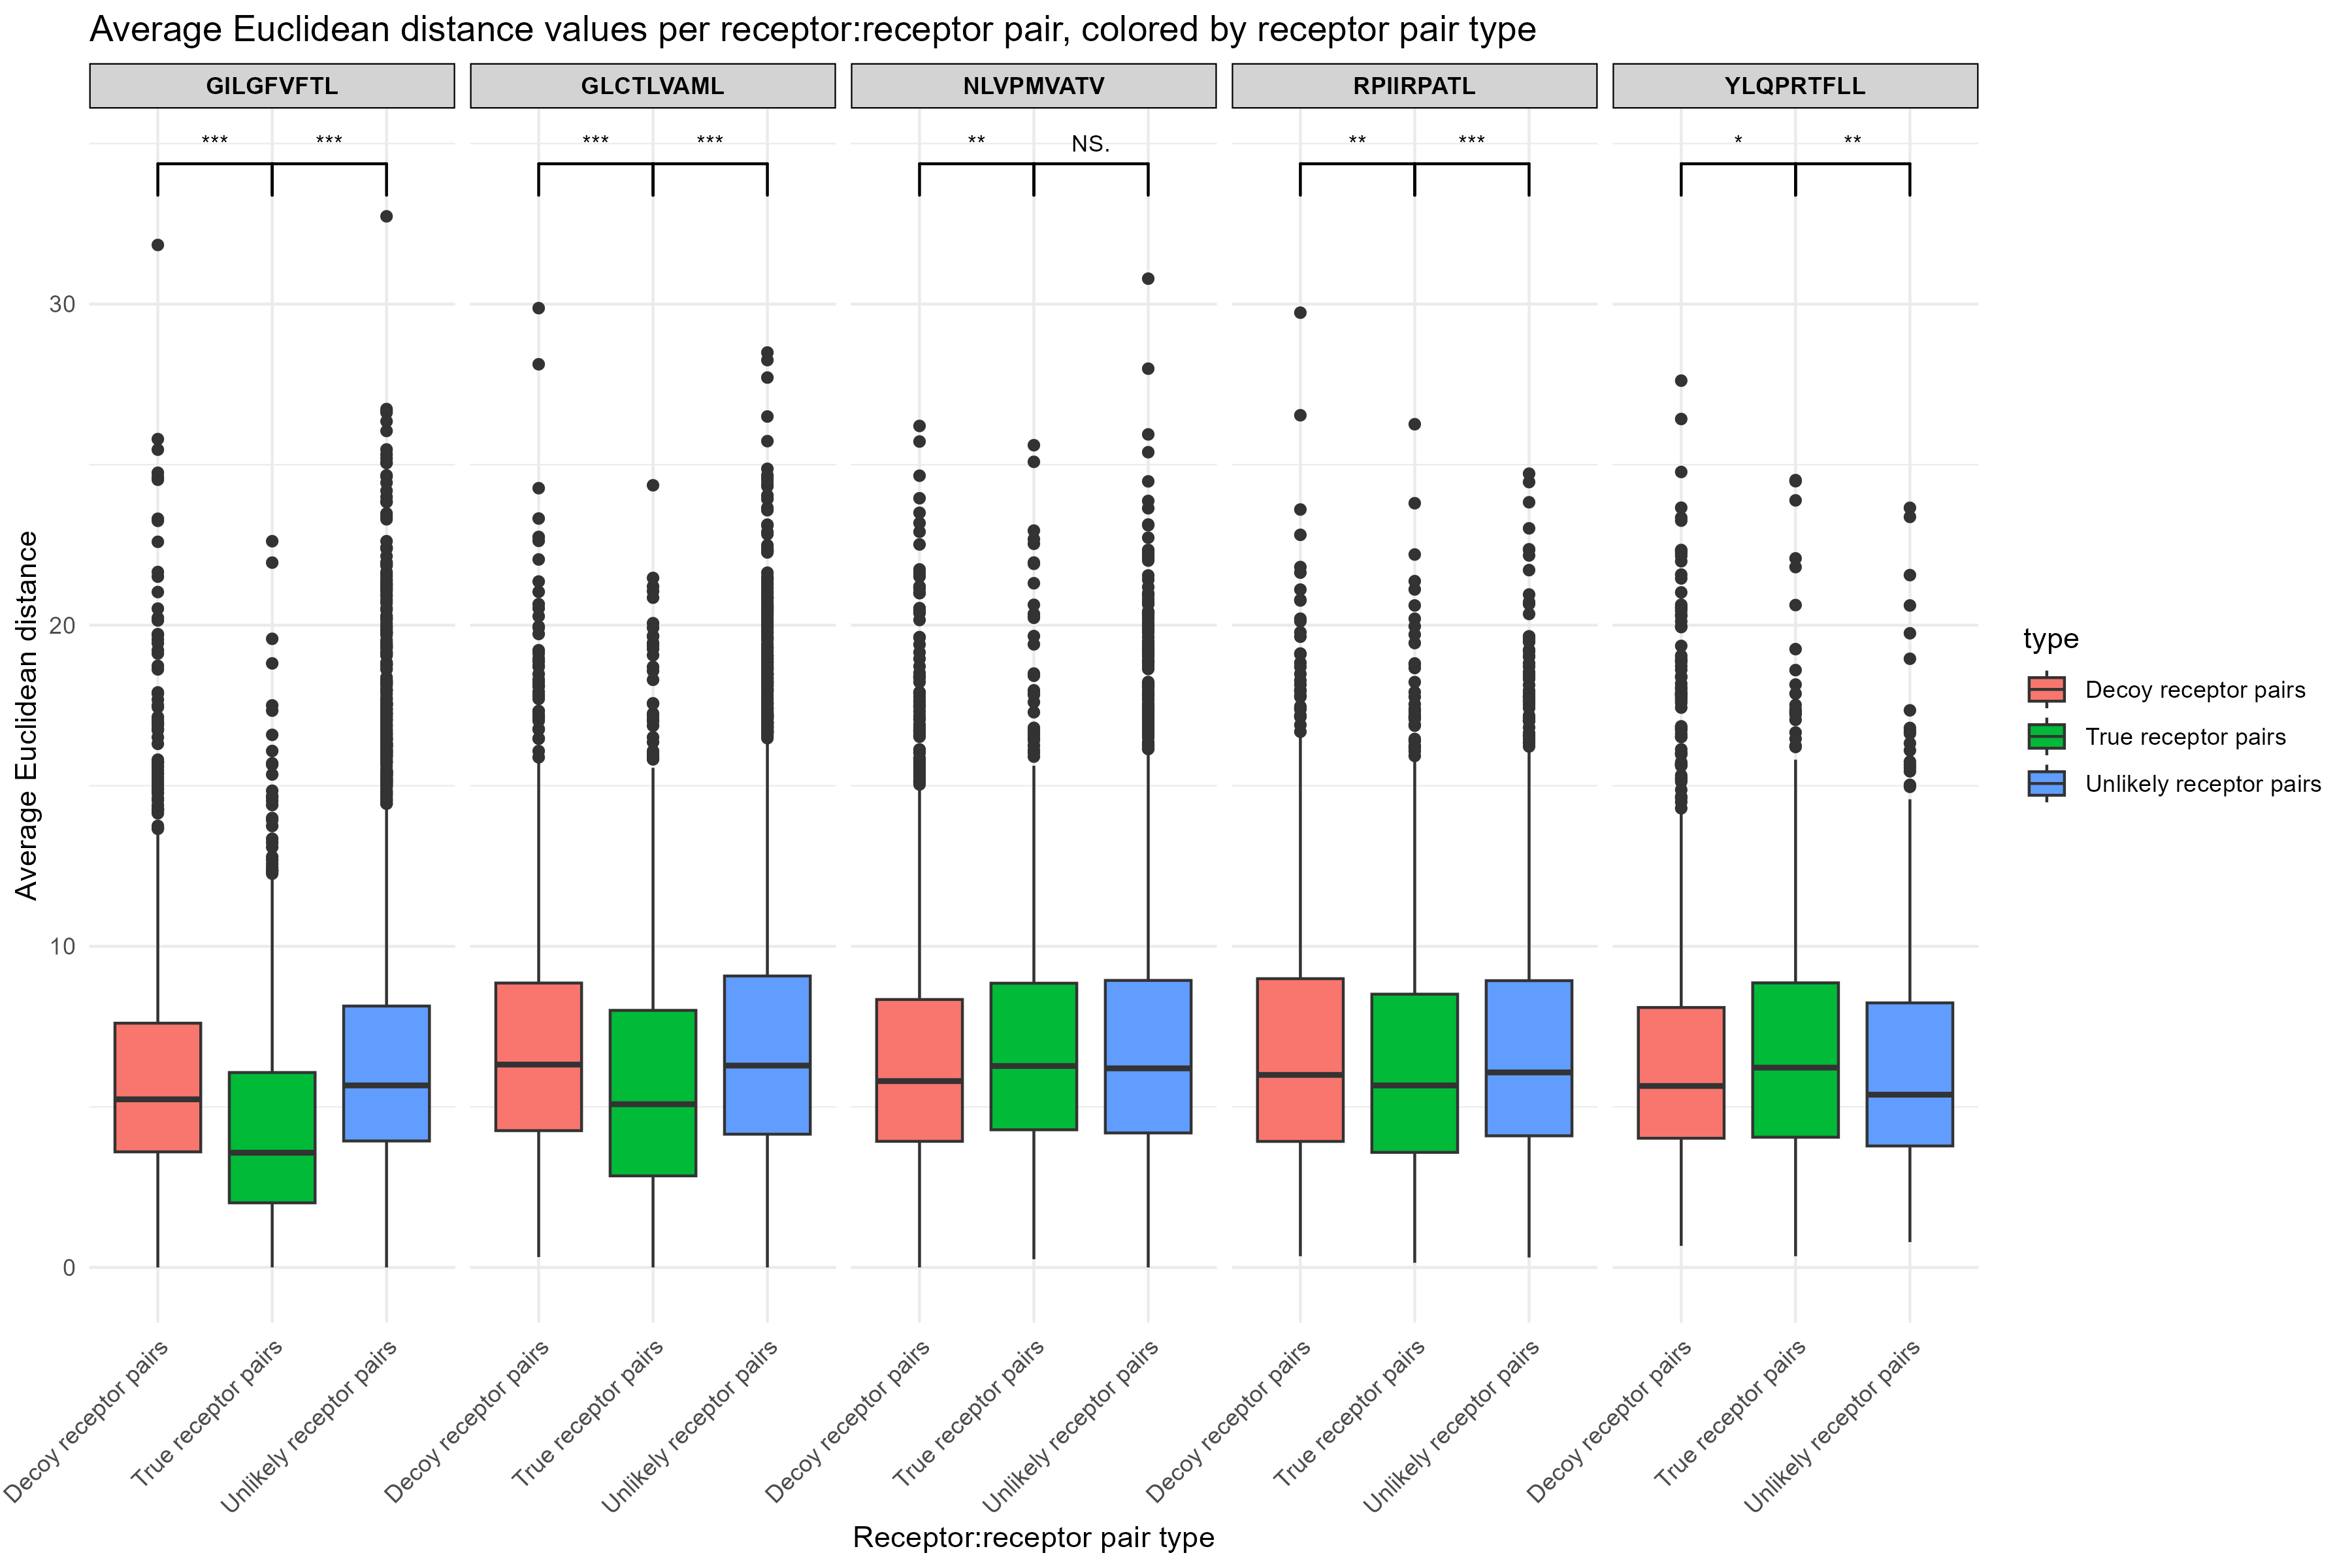 Average Euclidean distance values per receptor:receptor pair, colored by receptor pair type
GILGFVFTL
GLCTLVAML
NLVPMVATV
RPIIRPATL
YLQPRTFLL
*** ***
*** ***
** NS.
** ***
* **
30
20
10
0
Average Euclidean distance
Decoy receptor pairs
True receptor pairs
Unlikely receptor pairs
Decoy receptor pairs
True receptor pairs
Unlikely receptor pairs
Decoy receptor pairs
True receptor pairs
Unlikely receptor pairs
Decoy receptor pairs
True receptor pairs
Unlikely receptor pairs
Decoy receptor pairs
True receptor pairs
Unlikely receptor pairs
Receptor:receptor pair type
type
Decoy receptor pairs
True receptor pairs
Unlikely receptor pairs